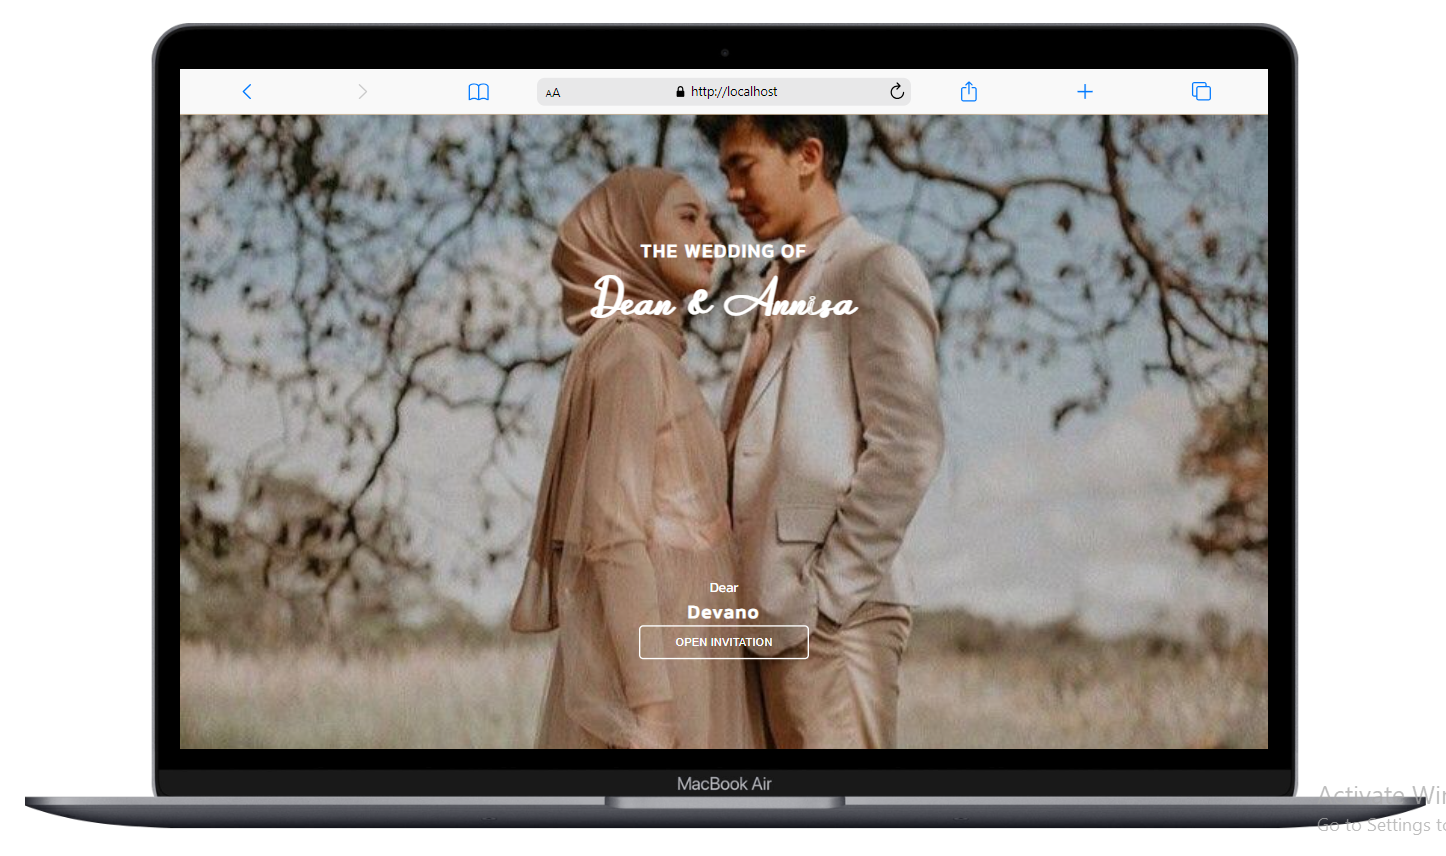 AA
http://localhost
THE WEDDING OF
Dean & Annisa
Dear
Devano
OPEN INVITATION
MacBook Air
Activate Wi
Go to Settings t